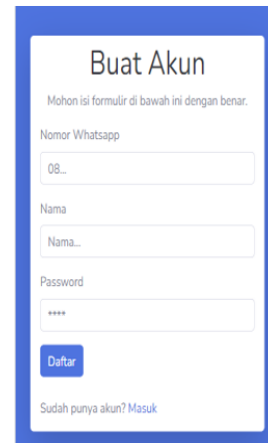 Buat Akun
Mohon isi formulir di bawah ini dengan benar.
Nomor Whatsapp
08...
Nama
Nama...
Password
****
Daftar
Sudah punya akun? Masuk